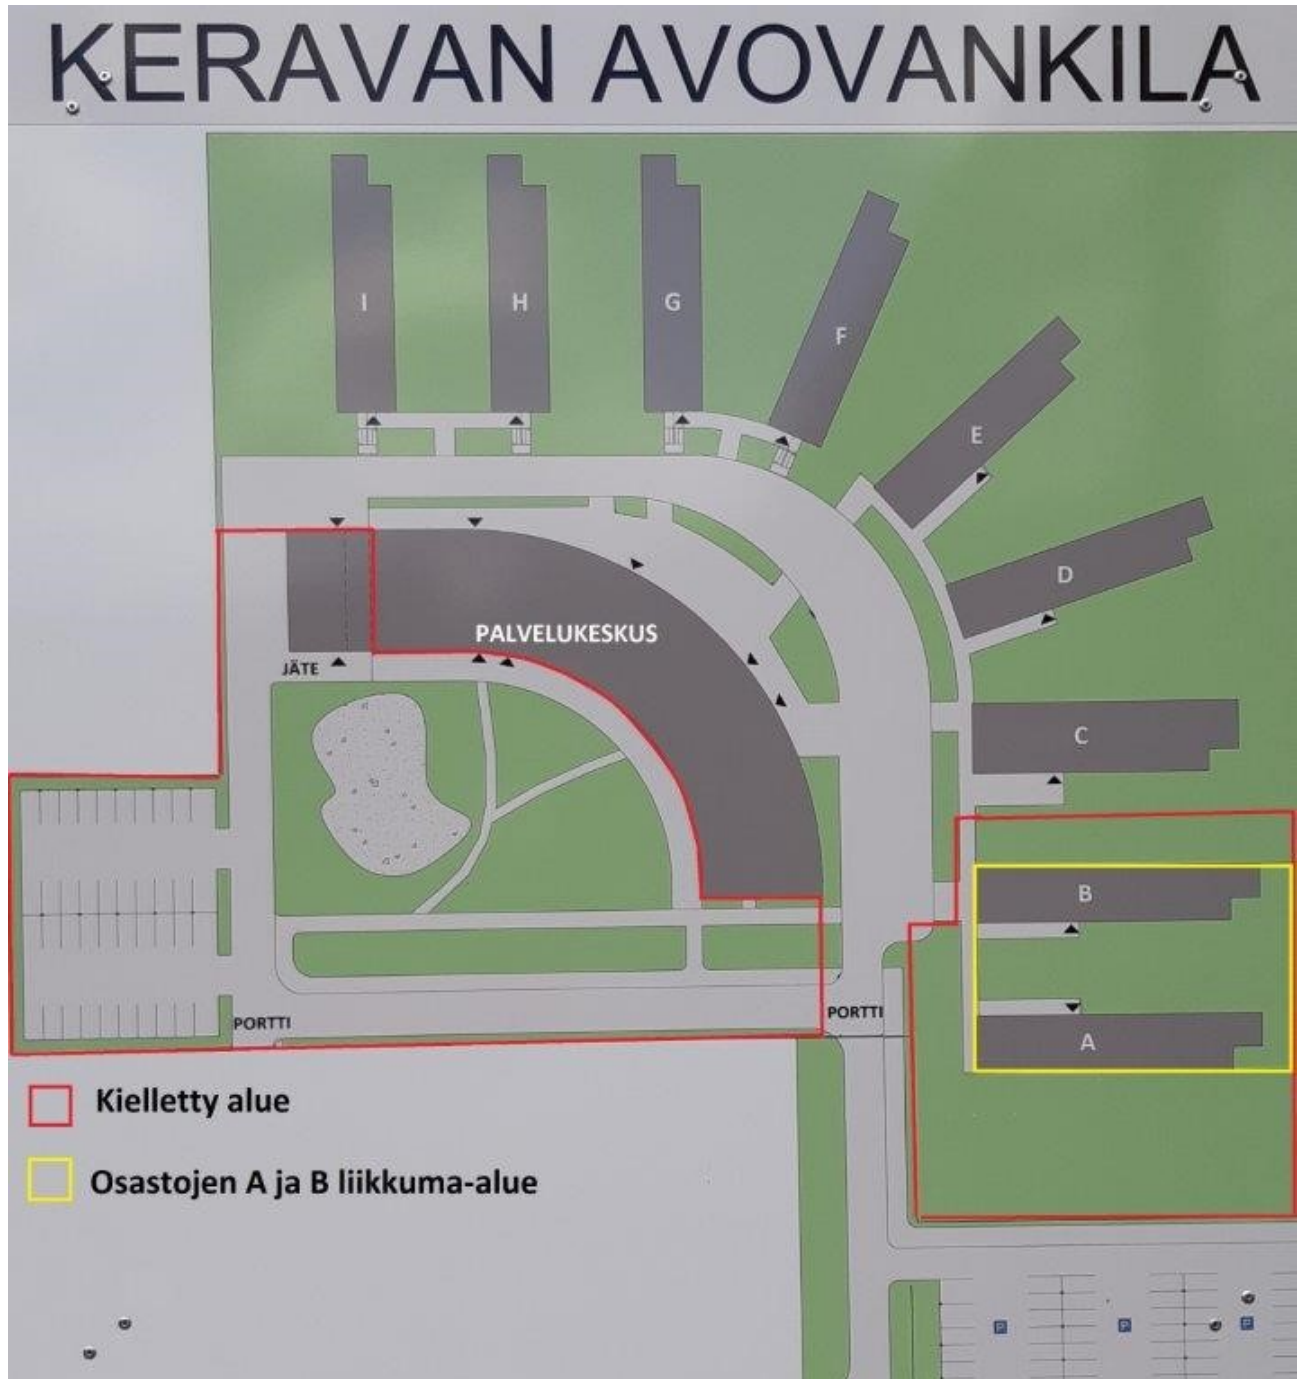 KERAVAN AVOVANKILA
I
H
G
F
E
D
PALVELUKESKUS
JÄTE
C
B
PORTTI
PORTTI
A
Kielletty alue
Osastojen A ja B liikkuma-alue
P
P
P